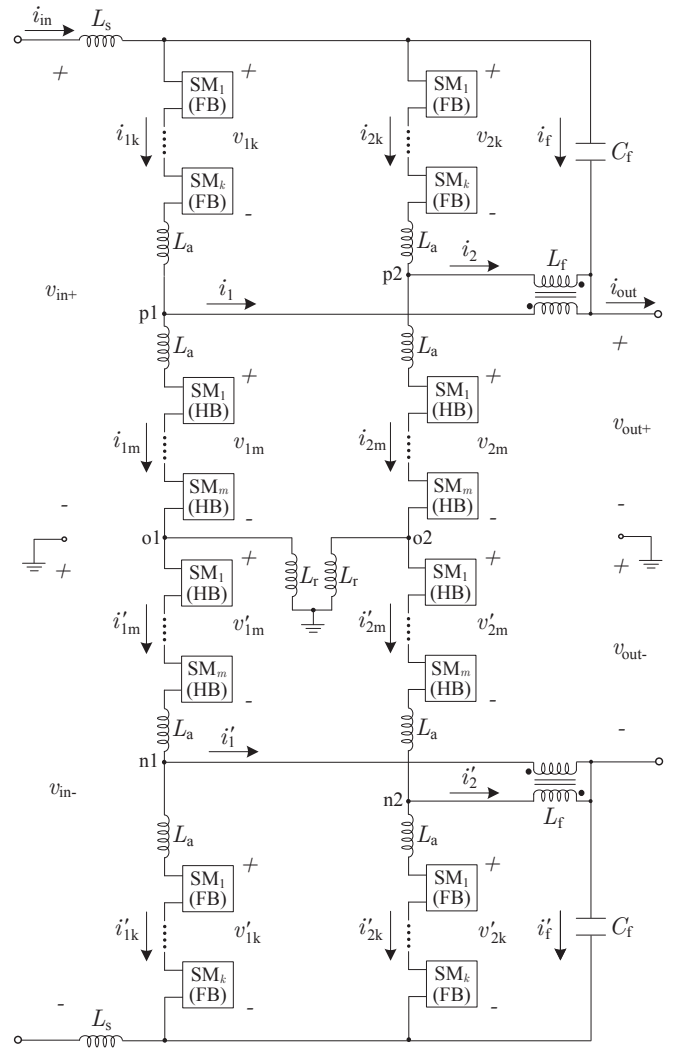 i_in
L_s
+
SM_1
(FB)
+
SM_1
(FB)
+
i_1k
v_1k
i_2k
v_2k
i_f
C_f
SM_k
(FB)
-
SM_k
(FB)
-
L_a
L_a
i_2
L_f
p2
v_in+
i_1
i_out
p1
+
L_a
L_a
SM_1
(HB)
+
SM_1
(HB)
+
i_1m
v_1m
i_2m
v_2m
v_out+
SM_m
(HB)
-
SM_m
(HB)
-
-
-
o1
o2
+
+
SM_1
(HB)
+
L_r
L_r
SM_1
(HB)
+
i'_1m
v'_1m
i'_2m
v'_2m
v_out-
SM_m
(HB)
-
SM_m
(HB)
-
L_a
i'_1
L_a
-
n1
v_in-
i'_2
n2
L_f
L_a
L_a
SM_1
(FB)
+
SM_1
(FB)
+
i'_1k
v'_1k
i'_2k
v'_2k
i'_f
C_f
SM_k
(FB)
-
SM_k
(FB)
-
-
L_s